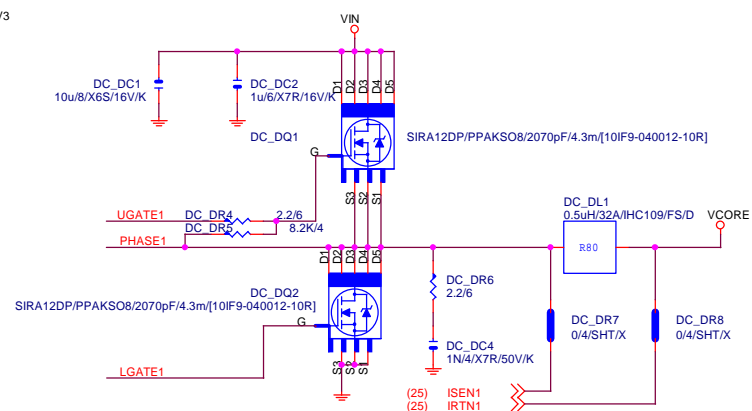 /3
VIN
DC_DC1
10u/8/X6S/16V/K
DC_DC2
1u/6/X7R/16V/K
D1 D2 D3 D4 D5
DC_DQ1
SIRA12DP/PPAKSO8/2070pF/4.3m/[10IF9-040012-10R]
G
S3 S2 S1
UGATE1
DC_DR4
2.2/6
DC_DR5
8.2K/4
PHASE1
DC_DL1
0.5uH/32A/IHC109/FS/D
VCORE
R80
D1 D2 D3 D4 D5
DC_DQ2
SIRA12DP/PPAKSO8/2070pF/4.3m/[10IF9-040012-10R]
G
S3 S2 S1
DC_DR6
2.2/6
DC_DR7
0/4/SHT/X
DC_DR8
0/4/SHT/X
DC_DC4
1N/4/X7R/50V/K
LGATE1
(25) ISEN1
(25) IRTN1